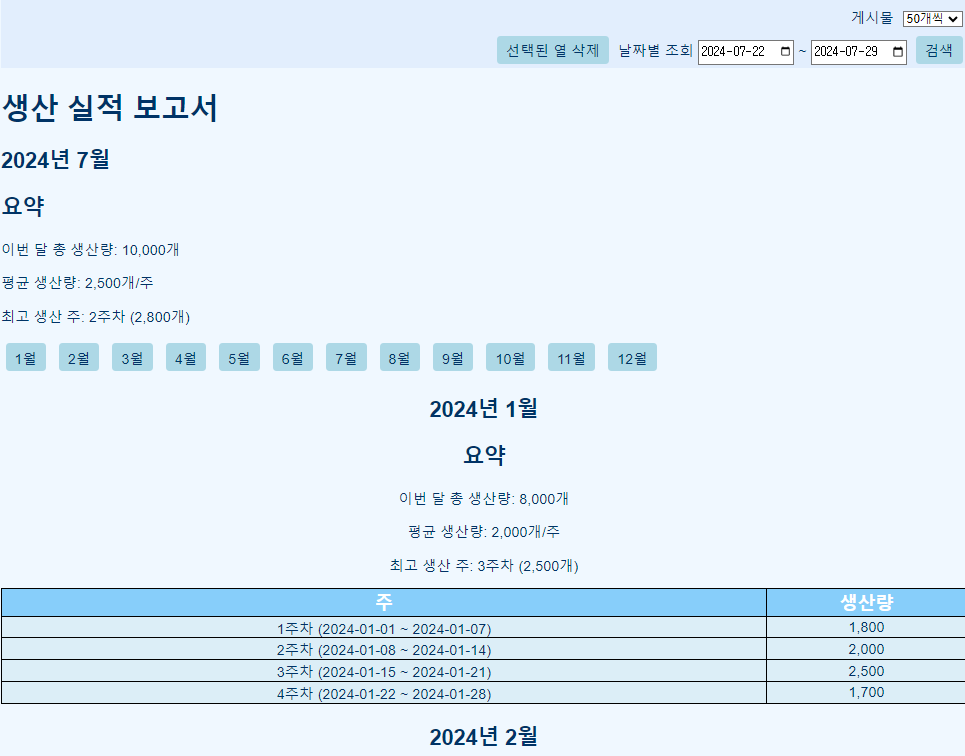 게시물 50개씩
선택된 열 삭제 날짜별 조회 2024-07-22 ~ 2024-07-29 검색
생산 실적 보고서
2024년 7월
요약
이번 달 총 생산량: 10,000개
평균 생산량: 2,500개/주
최고 생산 주: 2주차 (2,800개)
1월 2월 3월 4월 5월 6월 7월 8월 9월 10월 11월 12월
2024년 1월
요약
이번 달 총 생산량: 8,000개
평균 생산량: 2,000개/주
최고 생산 주: 3주차 (2,500개)
주 생산량
1주차 (2024-01-01 ~ 2024-01-07) 1,800
2주차 (2024-01-08 ~ 2024-01-14) 2,000
3주차 (2024-01-15 ~ 2024-01-21) 2,500
4주차 (2024-01-22 ~ 2024-01-28) 1,700
2024년 2월